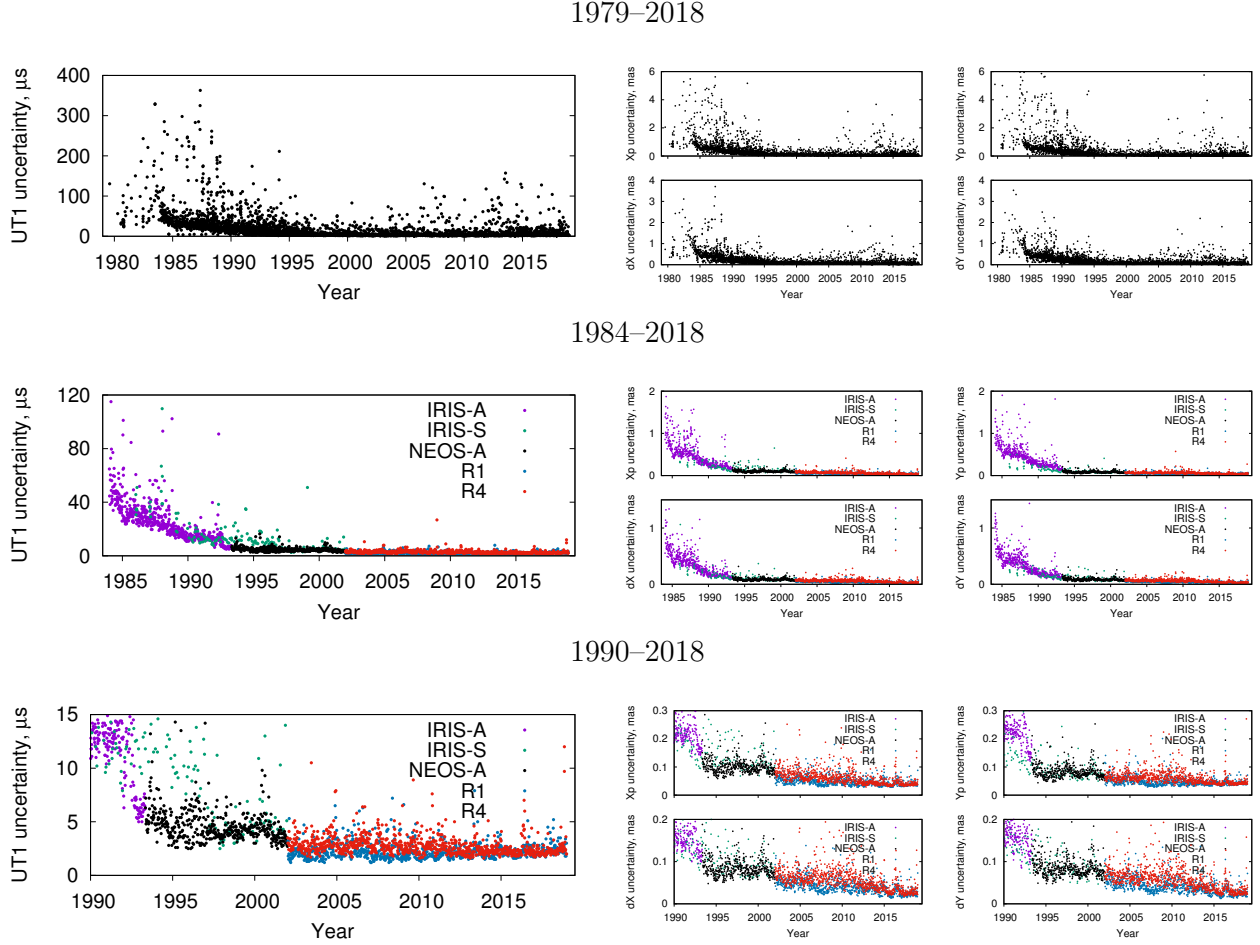 1979–2018
UT1 uncertainty, μs
400
300
200
100
0
1980 1985 1990 1995 2000 2005 2010 2015
Year
Xp uncertainty, mas
6
4
2
0
Yp uncertainty, mas
6
4
2
0
dX uncertainty, mas
4
3
2
1
0
1980 1985 1990 1995 2000 2005 2010 2015
Year
dY uncertainty, mas
4
3
2
1
0
1980 1985 1990 1995 2000 2005 2010 2015
Year
1984–2018
UT1 uncertainty, μs
120
80
40
20
0
60
100
IRIS-A
IRIS-S
NEOS-A
R1
R4
1985 1990 1995 2000 2005 2010 2015
Year
Xp uncertainty, mas
2
1
0
IRIS-A
IRIS-S
NEOS-A
R1
R4
Yp uncertainty, mas
2
1
0
IRIS-A
IRIS-S
NEOS-A
R1
R4
dX uncertainty, mas
1
0
IRIS-A
IRIS-S
NEOS-A
R1
R4
1985 1990 1995 2000 2005 2010 2015
Year
dY uncertainty, mas
1
0
IRIS-A
IRIS-S
NEOS-A
R1
R4
1985 1990 1995 2000 2005 2010 2015
Year
1990–2018
UT1 uncertainty, μs
15
10
5
0
IRIS-A
IRIS-S
NEOS-A
R1
R4
1990 1995 2000 2005 2010 2015
Year
Xp uncertainty, mas
0.3
0.2
0.1
0
IRIS-A
IRIS-S
NEOS-A
R1
R4
Yp uncertainty, mas
0.3
0.2
0.1
0
IRIS-A
IRIS-S
NEOS-A
R1
R4
dX uncertainty, mas
0.2
0.1
0
IRIS-A
IRIS-S
NEOS-A
R1
R4
1990 1995 2000 2005 2010 2015
Year
dY uncertainty, mas
0.2
0.1
0
IRIS-A
IRIS-S
NEOS-A
R1
R4
1990 1995 2000 2005 2010 2015
Year